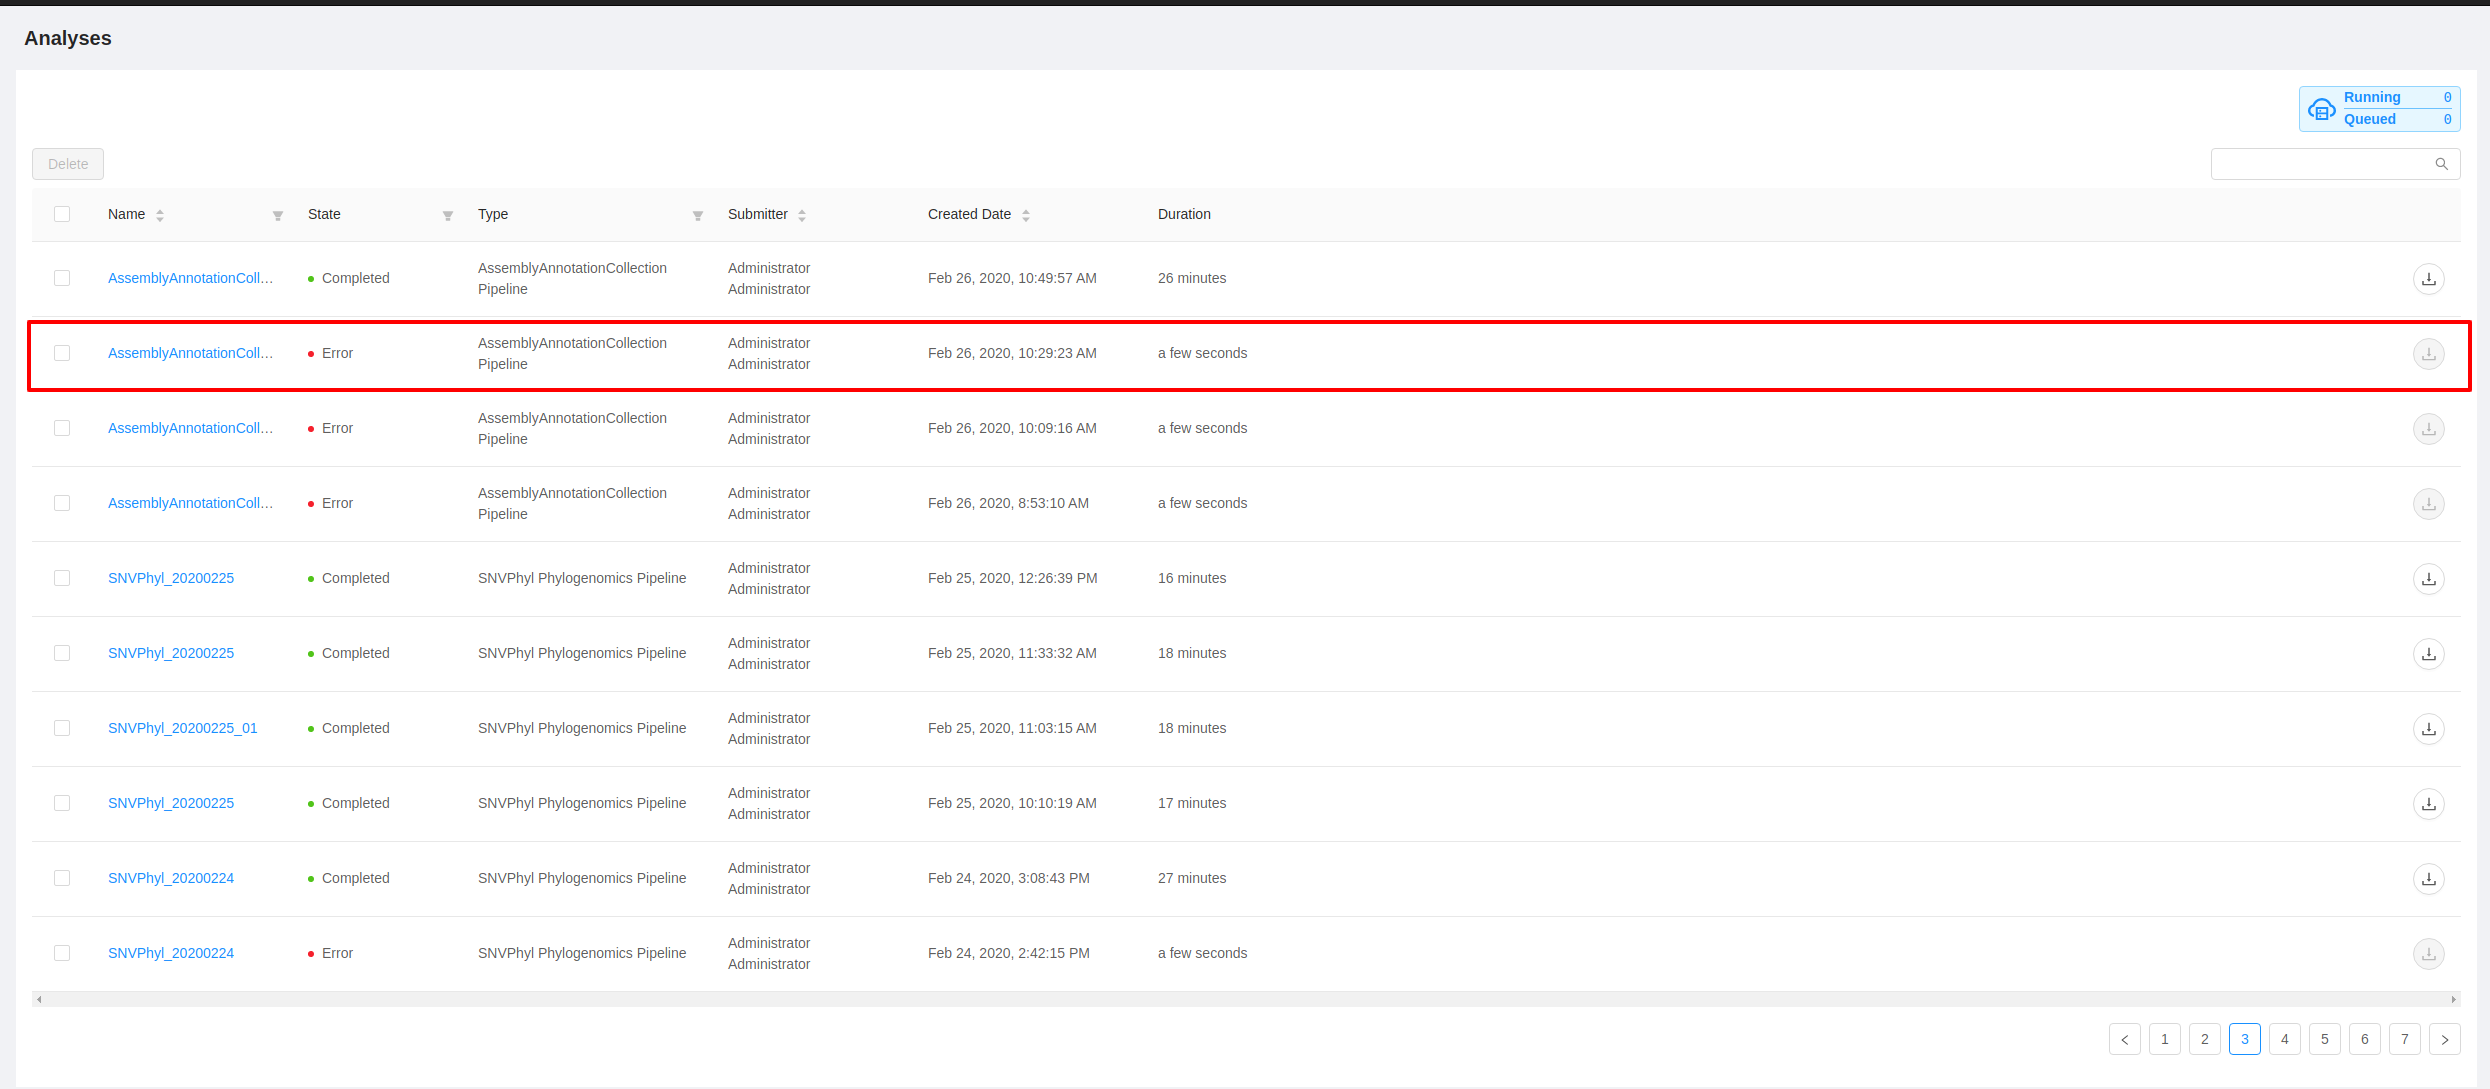 Analyses
Running 0
Queued 0
Delete
Name State Type Submitter Created Date Duration
AssemblyAnnotationColl… Completed AssemblyAnnotationCollection Pipeline Administrator Administrator Feb 26, 2020, 10:49:57 AM 26 minutes
AssemblyAnnotationColl… Error AssemblyAnnotationCollection Pipeline Administrator Administrator Feb 26, 2020, 10:29:23 AM a few seconds
AssemblyAnnotationColl… Error AssemblyAnnotationCollection Pipeline Administrator Administrator Feb 26, 2020, 10:09:16 AM a few seconds
AssemblyAnnotationColl… Error AssemblyAnnotationCollection Pipeline Administrator Administrator Feb 26, 2020, 8:53:10 AM a few seconds
SNVPhyl_20200225 Completed SNVPhyl Phylogenomics Pipeline Administrator Administrator Feb 25, 2020, 12:26:39 PM 16 minutes
SNVPhyl_20200225 Completed SNVPhyl Phylogenomics Pipeline Administrator Administrator Feb 25, 2020, 11:33:32 AM 18 minutes
SNVPhyl_20200225_01 Completed SNVPhyl Phylogenomics Pipeline Administrator Administrator Feb 25, 2020, 11:03:15 AM 18 minutes
SNVPhyl_20200225 Completed SNVPhyl Phylogenomics Pipeline Administrator Administrator Feb 25, 2020, 10:10:19 AM 17 minutes
SNVPhyl_20200224 Completed SNVPhyl Phylogenomics Pipeline Administrator Administrator Feb 24, 2020, 3:08:43 PM 27 minutes
SNVPhyl_20200224 Error SNVPhyl Phylogenomics Pipeline Administrator Administrator Feb 24, 2020, 2:42:15 PM a few seconds
1 2 3 4 5 6 7